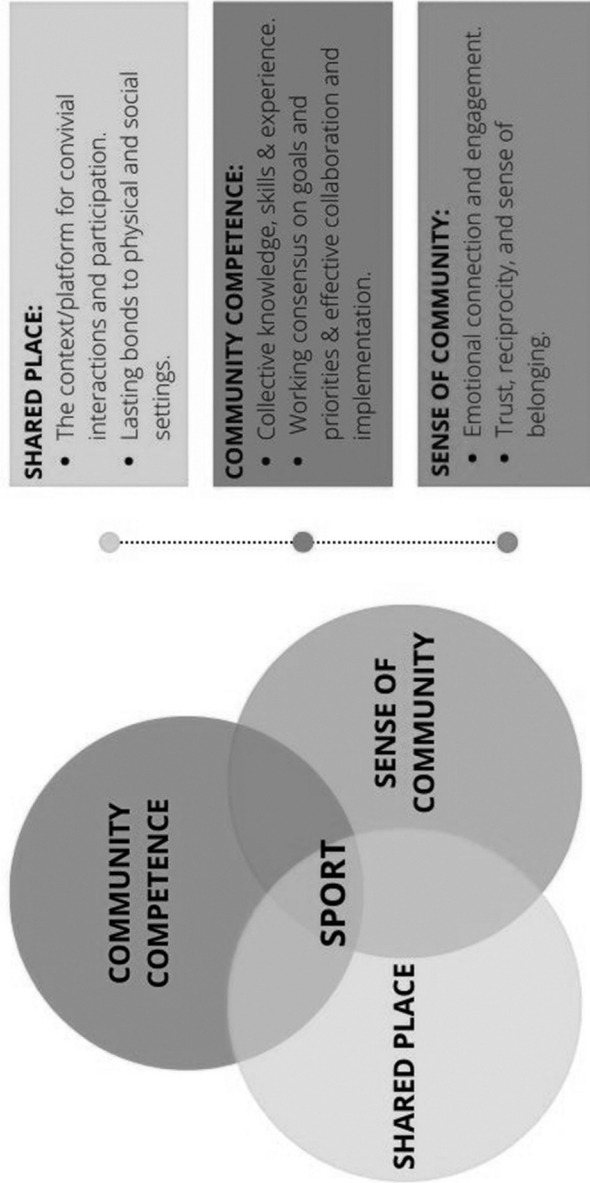 COMMUNITY
COMPETENCE
SPORT
SHARED PLACE
SENSE OF
COMMUNITY
SHARED PLACE:
• The context/platform for convivial
interactions and participation.
• Lasting bonds to physical and social
settings.
COMMUNITY COMPETENCE:
• Collective knowledge, skills & experience.
• Working consensus on goals and
priorities & effective collaboration and
implementation.
SENSE OF COMMUNITY:
• Emotional connection and engagement.
• Trust, reciprocity, and sense of
belonging.